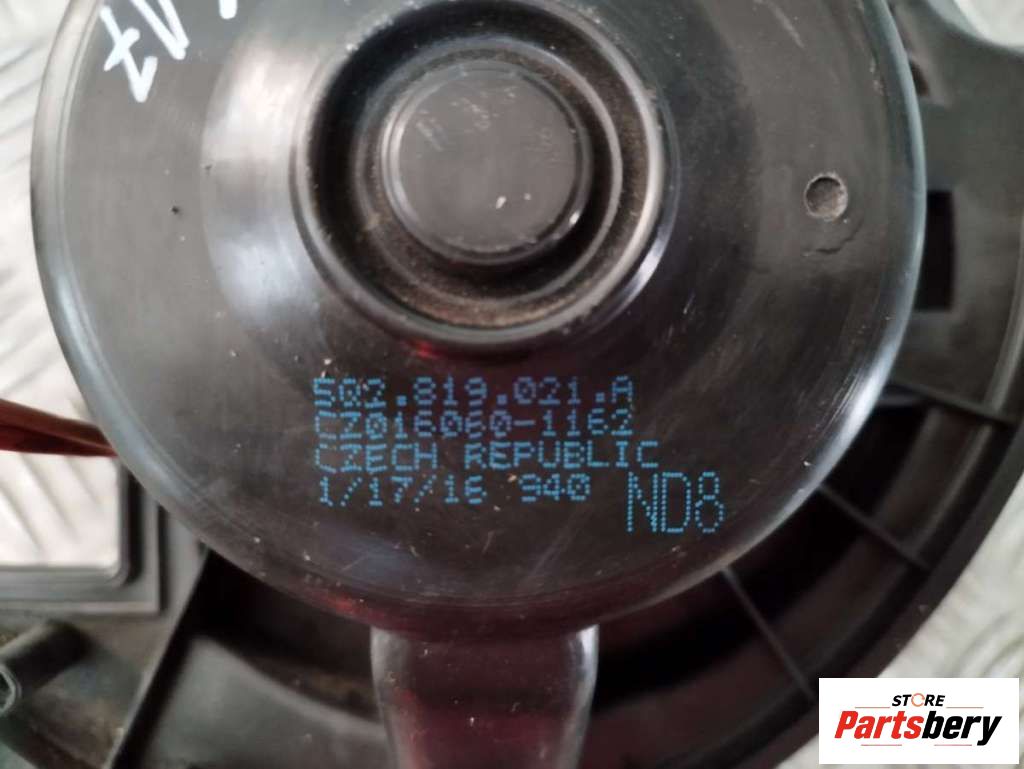 5Q2.819.021.A
CZ016060-1162
CZECH REPUBLIC
1/17/16 940
ND8
STORE
Partsbery